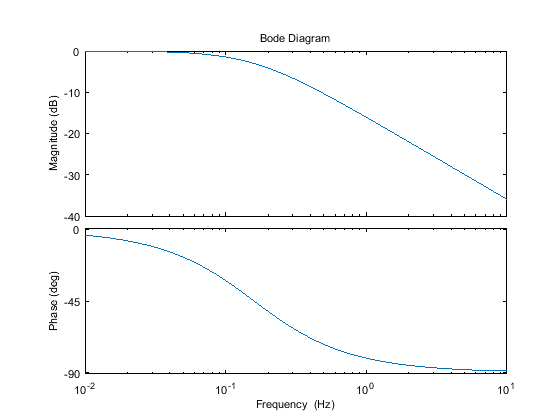 Bode Diagram
Magnitude (dB)
0
-10
-20
-30
-40
Phase (deg)
0
-45
-90
10^-2 10^-1 10^0 10^1
Frequency (Hz)